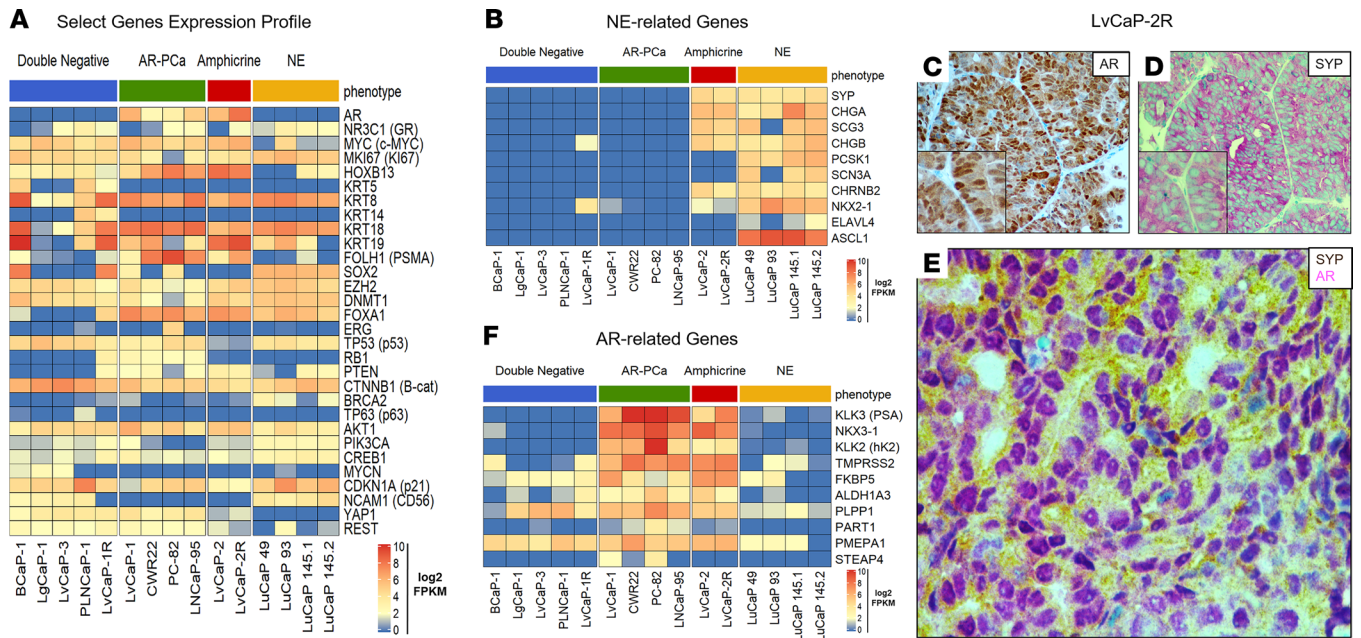 A Select Genes Expression Profile
Double Negative AR-PCa Amphicrine NE
phenotype
AR
NR3C1 (GR)
MYC (c-MYC)
MKI67 (KI67)
HOXB13
KRT5
KRT8
KRT14
KRT18
KRT19
FOLH1 (PSMA)
SOX2
EZH2
DNMT1
FOXA1
ERG
TP53 (p53)
RB1
PTEN
CTNNB1 (B-cat)
BRCA2
TP63 (p63)
AKT1
PIK3CA
CREB1
MYCN
CDKN1A (p21)
NCAM1 (CD56)
YAP1
REST
BCaP-1
LgCaP-1
LvCaP-3
PLNCaP-1
LvCaP-1R
LvCaP-1
CWR22
PC-82
LNCaP-95
LvCaP-2
LvCaP-2R
LuCaP 49
LuCaP 93
LuCaP 145.1
LuCaP 145.2
10
8
6
4
2
0
log2
FPKM
B NE-related Genes
Double Negative AR-PCa Amphicrine NE
phenotype
SYP
CHGA
SCG3
CHGB
PCSK1
SCN3A
CHRNB2
NKX2-1
ELAVL4
ASCL1
BCaP-1
LgCaP-1
LvCaP-3
PLNCaP-1
LvCaP-1R
LvCaP-1
CWR22
PC-82
LNCaP-95
LvCaP-2
LvCaP-2R
LuCaP 49
LuCaP 93
LuCaP 145.1
LuCaP 145.2
10
8
6
4
2
0
log2
FPKM
F AR-related Genes
Double Negative AR-PCa Amphicrine NE
phenotype
KLK3 (PSA)
NKX3-1
KLK2 (hK2)
TMPRSS2
FKBP5
ALDH1A3
PLPP1
PART1
PMEPA1
STEAP4
BCaP-1
LgCaP-1
LvCaP-3
PLNCaP-1
LvCaP-1R
LvCaP-1
CWR22
PC-82
LNCaP-95
LvCaP-2
LvCaP-2R
LuCaP 49
LuCaP 93
LuCaP 145.1
LuCaP 145.2
10
8
6
4
2
0
log2
FPKM
LvCaP-2R
C AR
D SYP
E SYP
AR